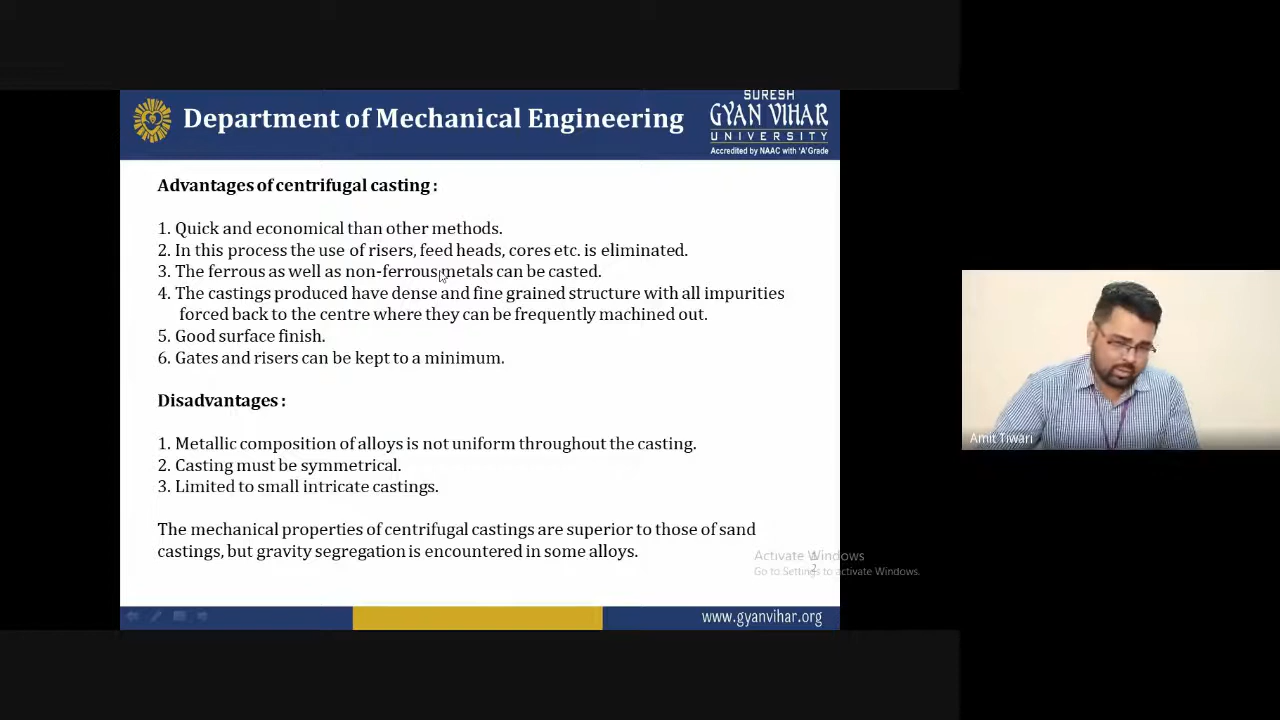 Department of Mechanical Engineering
SURESH
GYAN VIHAR
UNIVERSITY
Accredited by NAAC with 'A' Grade
Advantages of centrifugal casting :
1. Quick and economical than other methods.
2. In this process the use of risers, feed heads, cores etc. is eliminated.
3. The ferrous as well as non-ferrous metals can be casted.
4. The castings produced have dense and fine grained structure with all impurities
forced back to the centre where they can be frequently machined out.
5. Good surface finish.
6. Gates and risers can be kept to a minimum.
Disadvantages :
1. Metallic composition of alloys is not uniform throughout the casting.
2. Casting must be symmetrical.
3. Limited to small intricate castings.
The mechanical properties of centrifugal castings are superior to those of sand
castings, but gravity segregation is encountered in some alloys.
Activate Windows
Go to Settings to activate Windows.
www.gyanvihar.org
Amit Tiwari